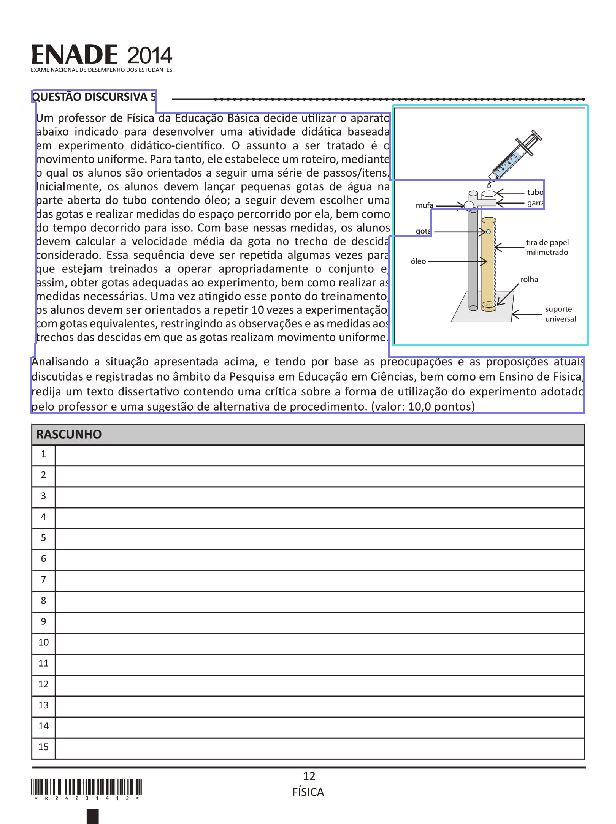 ENADE 2014
EXAME NACIONAL DE DESEMPENHO DOS ESTUDANTES
QUESTÃO DISCURSIVA 5
Um professor de Física da Educação Básica decide utilizar o aparato
abaixo indicado para desenvolver uma atividade didática baseada
em experimento didático-científico. O assunto a ser tratado é o
movimento uniforme. Para tanto, ele estabelece um roteiro, mediante
o qual os alunos são orientados a seguir uma série de passos/itens.
Inicialmente, os alunos devem lançar pequenas gotas de água na
parte aberta do tubo contendo óleo; a seguir devem escolher uma
das gotas e realizar medidas do espaço percorrido por ela, bem como
do tempo decorrido para isso. Com base nessas medidas, os alunos
devem calcular a velocidade média da gota no trecho de descida
considerado. Essa sequência deve ser repetida algumas vezes para
que estejam treinados a operar apropriadamente o conjunto e,
assim, obter gotas adequadas ao experimento, bem como realizar as
medidas necessárias. Uma vez atingido esse ponto do treinamento,
os alunos devem ser orientados a repetir 10 vezes a experimentação,
com gotas equivalentes, restringindo as observações e as medidas aos
trechos das descidas em que as gotas realizam movimento uniforme.
tubo
garra
mufa
gota
tira de papel
milimetrado
óleo
rolha
suporte
universal
Analisando a situação apresentada acima, e tendo por base as preocupações e as proposições atuais
discutidas e registradas no âmbito da Pesquisa em Educação em Ciências, bem como em Ensino de Física,
redija um texto dissertativo contendo uma crítica sobre a forma de utilização do experimento adotado
pelo professor e uma sugestão de alternativa de procedimento. (valor: 10,0 pontos)
RASCUNHO
1
2
3
4
5
6
7
8
9
10
11
12
13
14
15
12
FÍSICA